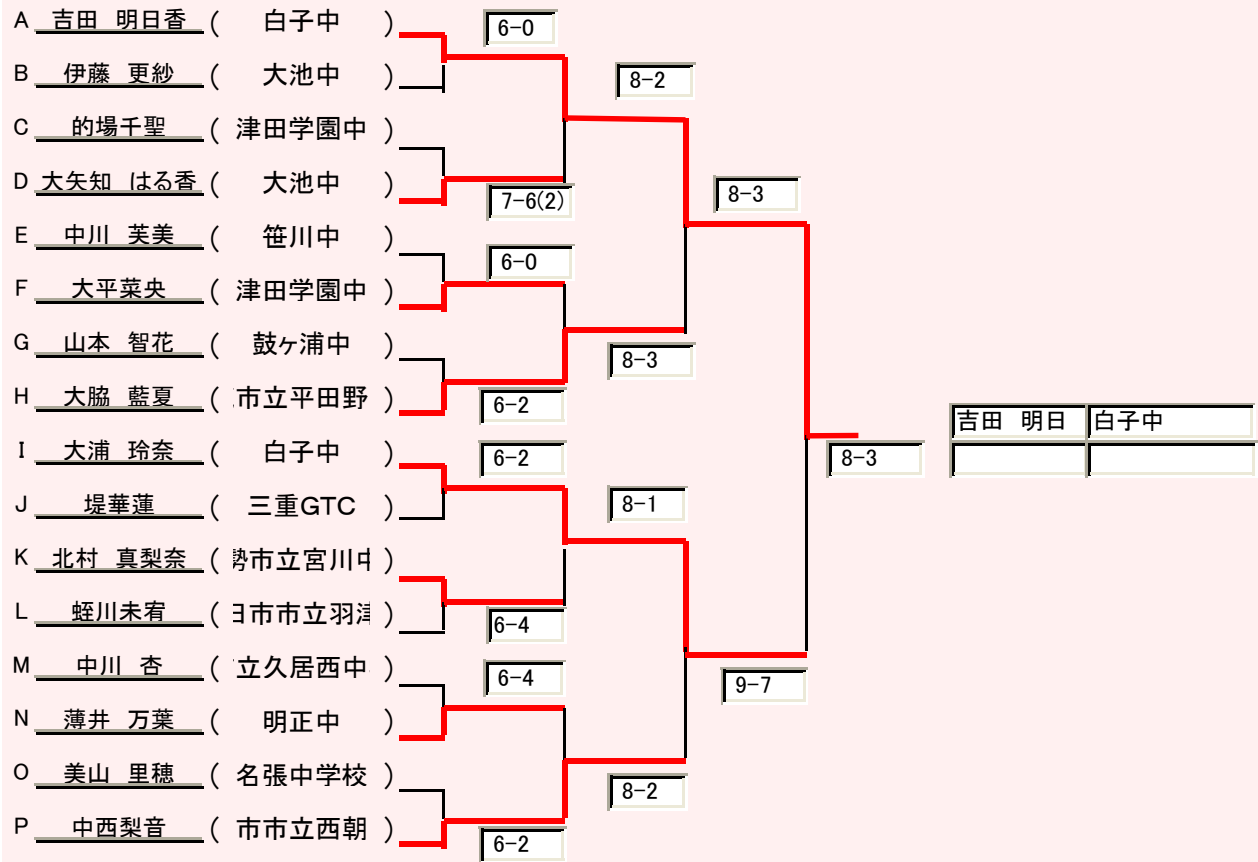 A 吉田 明日香 ( 白子中 )
6-0
B 伊藤 更紗 ( 大池中 )
8-2
C 的場千聖 ( 津田学園中 )
D 大矢知 はる香 ( 大池中 )
7-6(2)
8-3
E 中川 芙美 ( 笹川中 )
6-0
F 大平菜央 ( 津田学園中 )
G 山本 智花 ( 鼓ヶ浦中 )
8-3
H 大脇 藍夏 ( 市立平田野 )
6-2
吉田 明日 白子中
I 大浦 玲奈 ( 白子中 )
6-2
8-3
J 堤華蓮 ( 三重GTC )
8-1
K 北村 真梨奈 ( 勢市立宮川中 )
L 蛭川未宥 ( 日市市立羽津 )
6-4
M 中川 杏 ( 立久居西中 )
6-4
9-7
N 薄井 万葉 ( 明正中 )
O 美山 里穂 ( 名張中学校 )
8-2
P 中西梨音 ( 市市立西朝 )
6-2